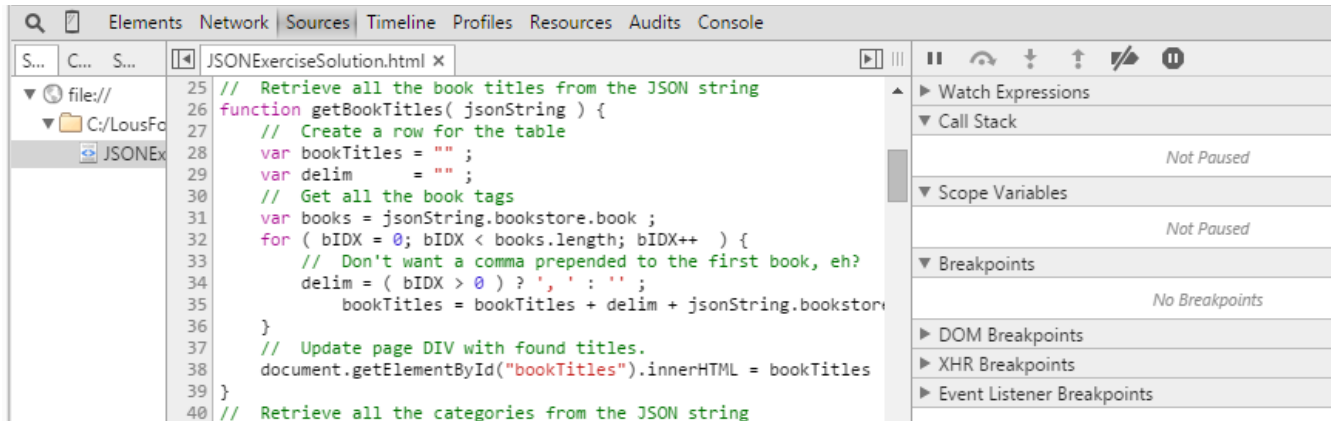 Elements Network Sources Timeline Profiles Resources Audits Console
S... C... S... JSONExerciseSolution.html ×
file://
C:/LousFo
JSONEx
25 //  Retrieve all the book titles from the JSON string
26 function getBookTitles( jsonString ) {
27     //  Create a row for the table
28     var bookTitles = "" ;
29     var delim      = "" ;
30     //  Get all the book tags
31     var books = jsonString.bookstore.book ;
32     for ( bIDX = 0; bIDX < books.length; bIDX++  ) {
33         //  Don't want a comma prepended to the first book, eh?
34         delim = ( bIDX > 0 ) ? ', ' : '' ;
35             bookTitles = bookTitles + delim + jsonString.bookstore
36     }
37     //  Update page DIV with found titles.
38     document.getElementById("bookTitles").innerHTML = bookTitles
39 }
40 //  Retrieve all the categories from the JSON string
Watch Expressions
Call Stack
Not Paused
Scope Variables
Not Paused
Breakpoints
No Breakpoints
DOM Breakpoints
XHR Breakpoints
Event Listener Breakpoints